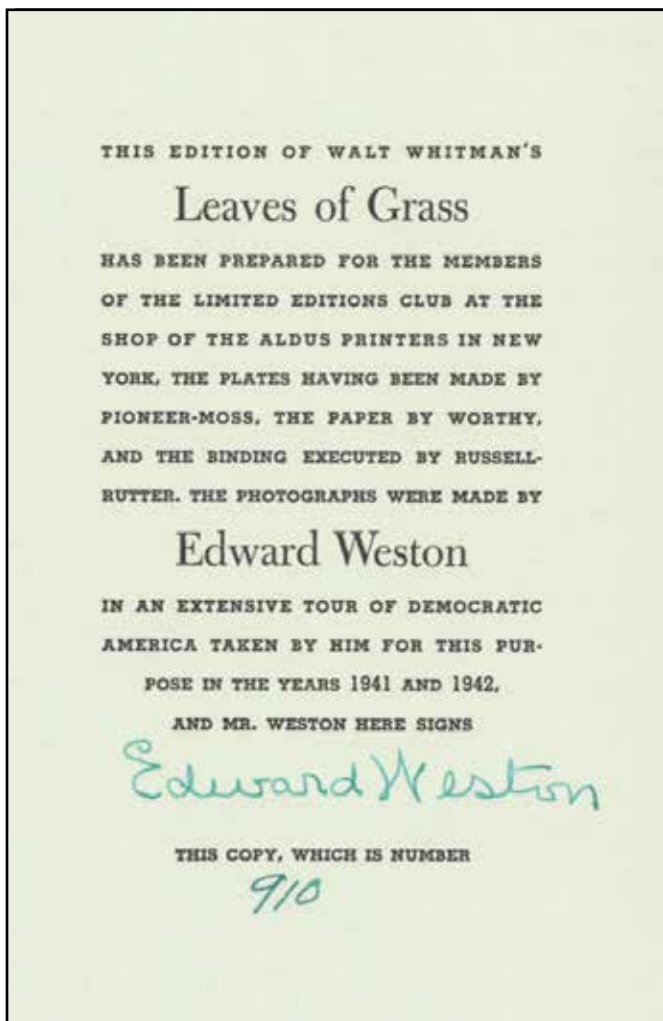 THIS EDITION OF WALT WHITMAN'S
Leaves of Grass
HAS BEEN PREPARED FOR THE MEMBERS
OF THE LIMITED EDITIONS CLUB AT THE
SHOP OF THE ALDUS PRINTERS IN NEW
YORK, THE PLATES HAVING BEEN MADE BY
PIONEER-MOSS, THE PAPER BY WORTHY,
AND THE BINDING EXECUTED BY RUSSELL-
RUTTER. THE PHOTOGRAPHS WERE MADE BY
Edward Weston
IN AN EXTENSIVE TOUR OF DEMOCRATIC
AMERICA TAKEN BY HIM FOR THIS PUR-
POSE IN THE YEARS 1941 AND 1942,
AND MR. WESTON HERE SIGNS
Edward Weston
THIS COPY, WHICH IS NUMBER
910